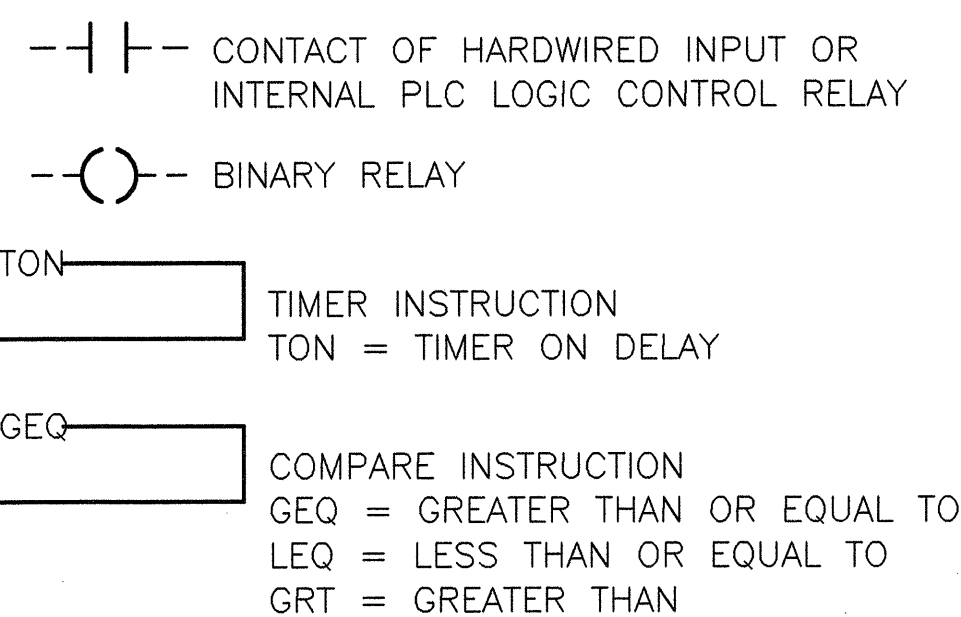 CONTACT OF HARDWIRED INPUT OR
INTERNAL PLC LOGIC CONTROL RELAY
BINARY RELAY
TON
TIMER INSTRUCTION
TON = TIMER ON DELAY
GEQ
COMPARE INSTRUCTION
GEQ = GREATER THAN OR EQUAL TO
LEQ = LESS THAN OR EQUAL TO
GRT = GREATER THAN